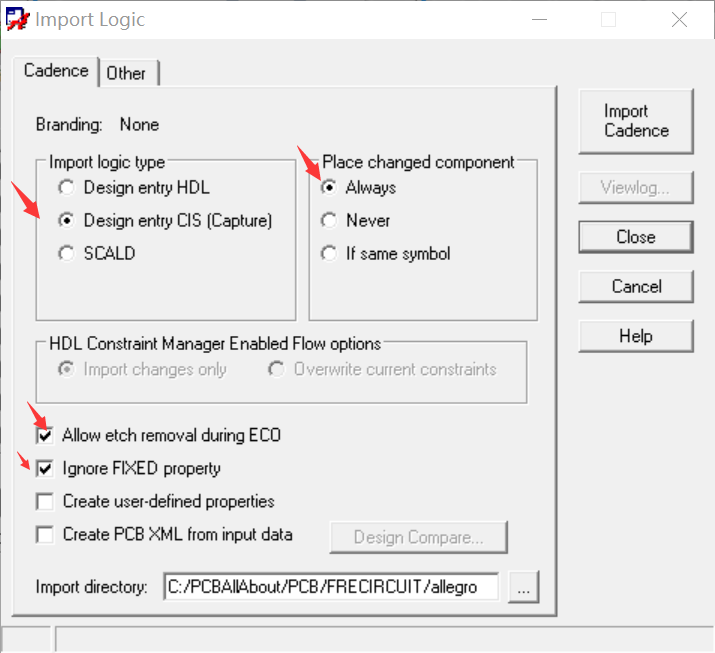 Import Logic
Cadence
Other
Branding: None
Import logic type
Design entry HDL
Design entry CIS (Capture)
SCALD
Place changed component
Always
Never
If same symbol
HDL Constraint Manager Enabled Flow options
Import changes only
Overwrite current constraints
Allow etch removal during ECO
Ignore FIXED property
Create user-defined properties
Create PCB XML from input data
Design Compare...
Import directory:
C:/PCBAllAbout/PCB/FRECIRCUIT/allegro
...
Import
Cadence
Viewlog...
Close
Cancel
Help